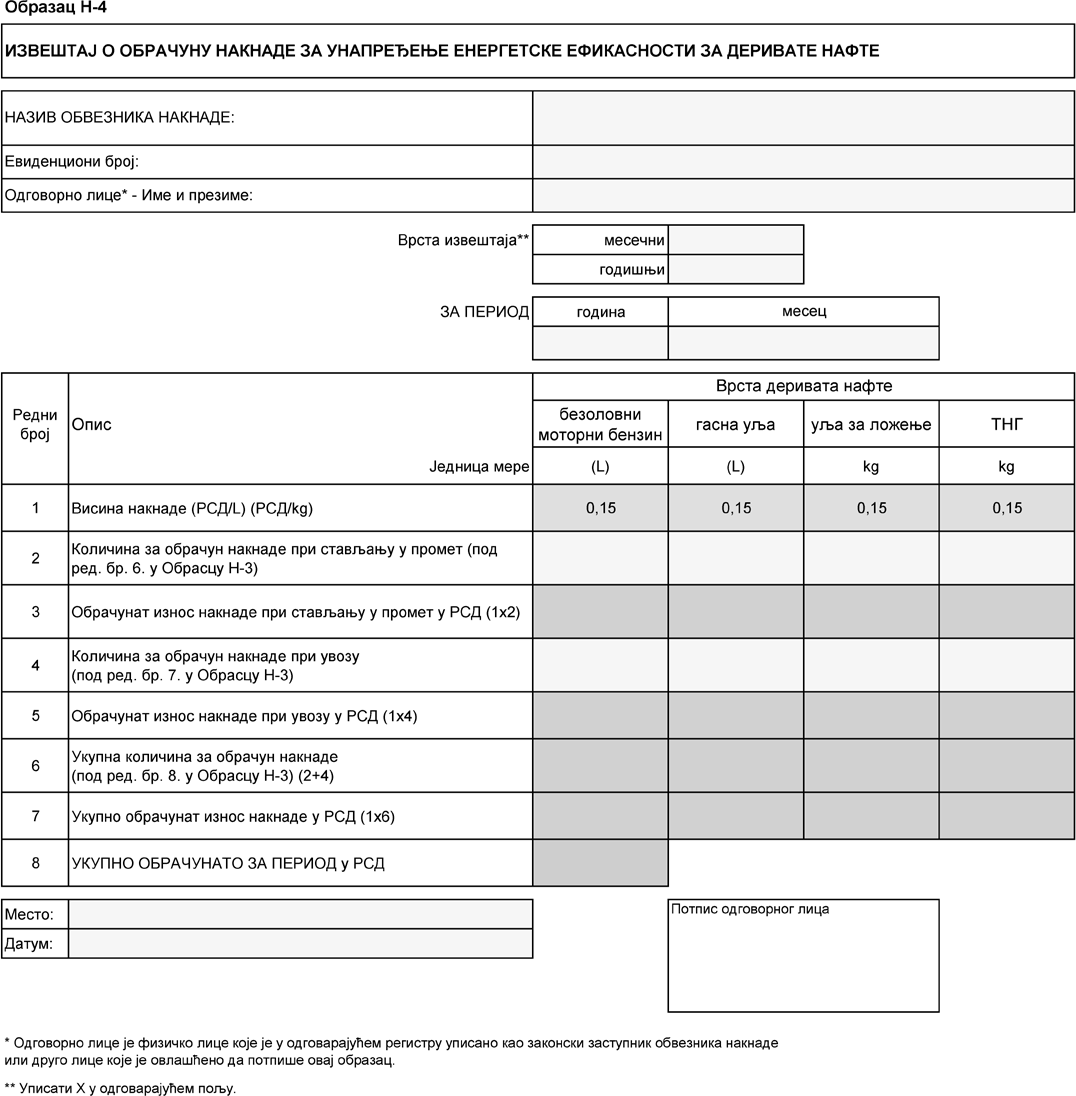 Образац Н-4
ИЗВЕШТАЈ О ОБРАЧУНУ НАКНАДЕ ЗА УНАПРЕЂЕЊЕ ЕНЕРГЕТСКЕ ЕФИКАСНОСТИ ЗА ДЕРИВАТЕ НАФТЕ
НАЗИВ ОБВЕЗНИКА НАКНАДЕ:
Евиденциони број:
Одговорно лице* - Име и презиме:
Врста извештаја** месечни
годишњи
ЗА ПЕРИОД година месец
Редни број Опис Врста деривата нафте
безоловни моторни бензин гасна уља уља за ложење ТНГ
Јединица мере (L) (L) kg kg
1 Висина накнаде (РСД/L) (РСД/kg) 0,15 0,15 0,15 0,15
2 Количина за обрачун накнаде при стављању у промет (под
ред. бр. 6. у Обрасцу Н-3)
3 Обрачунат износ накнаде при стављању у промет у РСД (1x2)
4 Количина за обрачун накнаде при увозу
(под ред. бр. 7. у Обрасцу Н-3)
5 Обрачунат износ накнаде при увозу у РСД (1x4)
6 Укупна количина за обрачун накнаде
(под ред. бр. 8. у Обрасцу Н-3) (2+4)
7 Укупно обрачунат износ накнаде у РСД (1x6)
8 УКУПНО ОБРАЧУНАТО ЗА ПЕРИОД у РСД
Место:
Датум:
Потпис одговорног лица
* Одговорно лице је физичко лице које је у одговарајућем регистру уписано као законски заступник обвезника накнаде
или друго лице које је овлашћено да потпише овај образац.
** Уписати X у одговарајућем пољу.